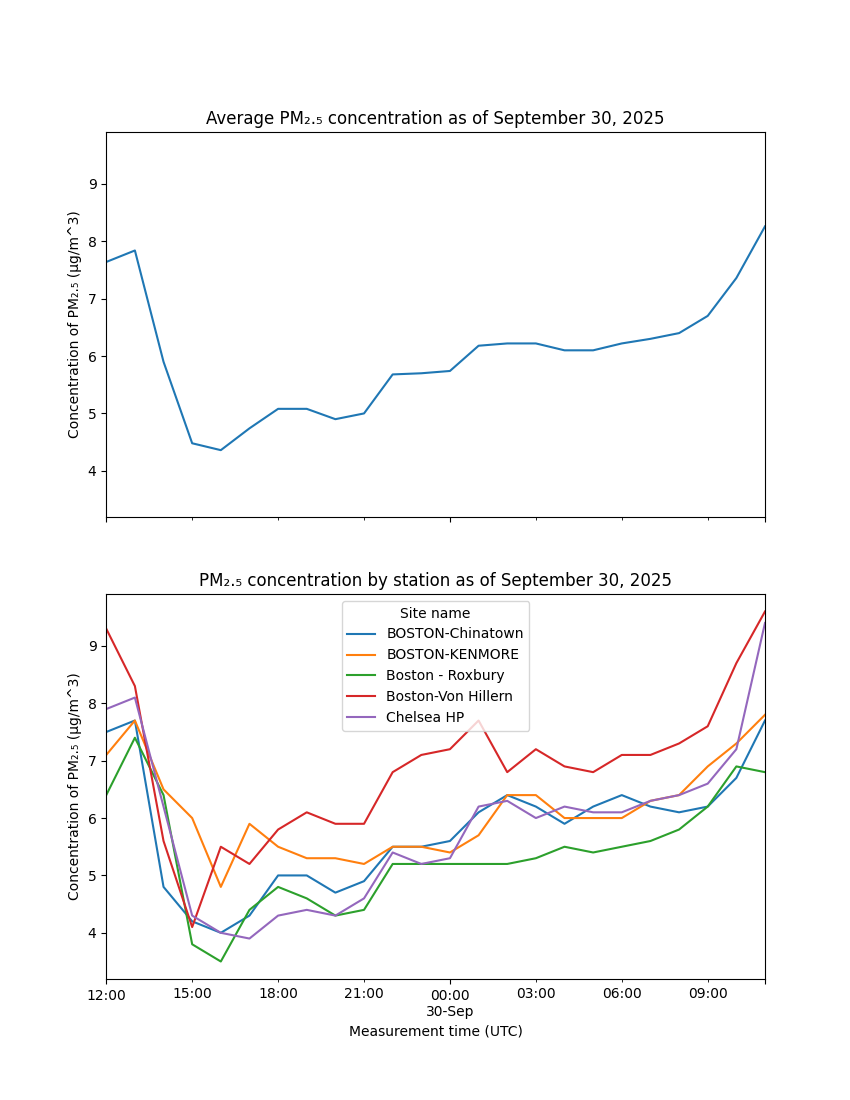 Average PM₂.₅ concentration as of September 30, 2025
Concentration of PM₂.₅ (µg/m^3)
9
8
7
6
5
4
PM₂.₅ concentration by station as of September 30, 2025
Concentration of PM₂.₅ (µg/m^3)
9
8
7
6
5
4
Site name
BOSTON-Chinatown
BOSTON-KENMORE
Boston - Roxbury
Boston-Von Hillern
Chelsea HP
12:00 15:00 18:00 21:00 00:00 03:00 06:00 09:00
30-Sep
Measurement time (UTC)